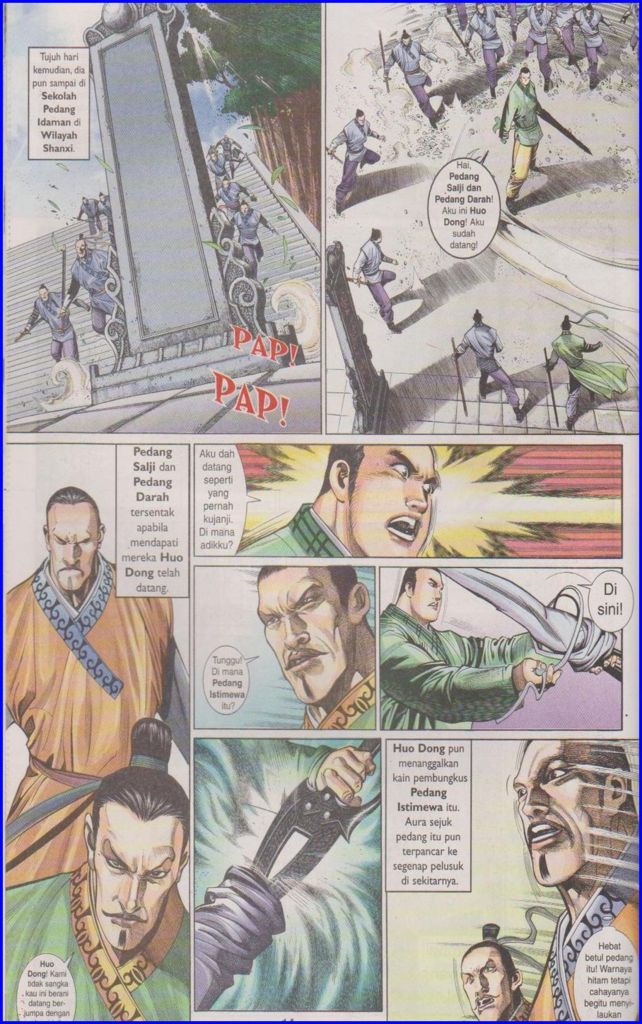 Tujuh hari
kemudian, dia
pun sampai di
Sekolah
Pedang
Idaman di
Wilayah
Shanxi.
PAP!
PAP!
Hai,
Pedang
Salji dan
Pedang Darah!
Aku ini Huo
Dong! Aku
sudah
datang!
Pedang
Salji dan
Pedang
Darah
tersentak
apabila
mendapati
mereka Huo
Dong telah
datang.
Aku dah
datang
seperti
yang
pernah
kujanji.
Di mana
adikku?
Tunggu!
Di mana
Pedang
Istimewa
itu?
Di
sini!
Huo
Dong! Kami
tidak sangka
kau ini berani
datang ber-
jumpa dengan
Huo Dong pun
menanggalkan
kain pembungkus
Pedang
Istimewa itu.
Aura sejuk
pedang itu pun
terpancar ke
segenap pelusuk
di sekitarnya.
Hebat
betul pedang
itu! Warnaya
hitam tetapi
cahayanya
begitu menyi-
laukan